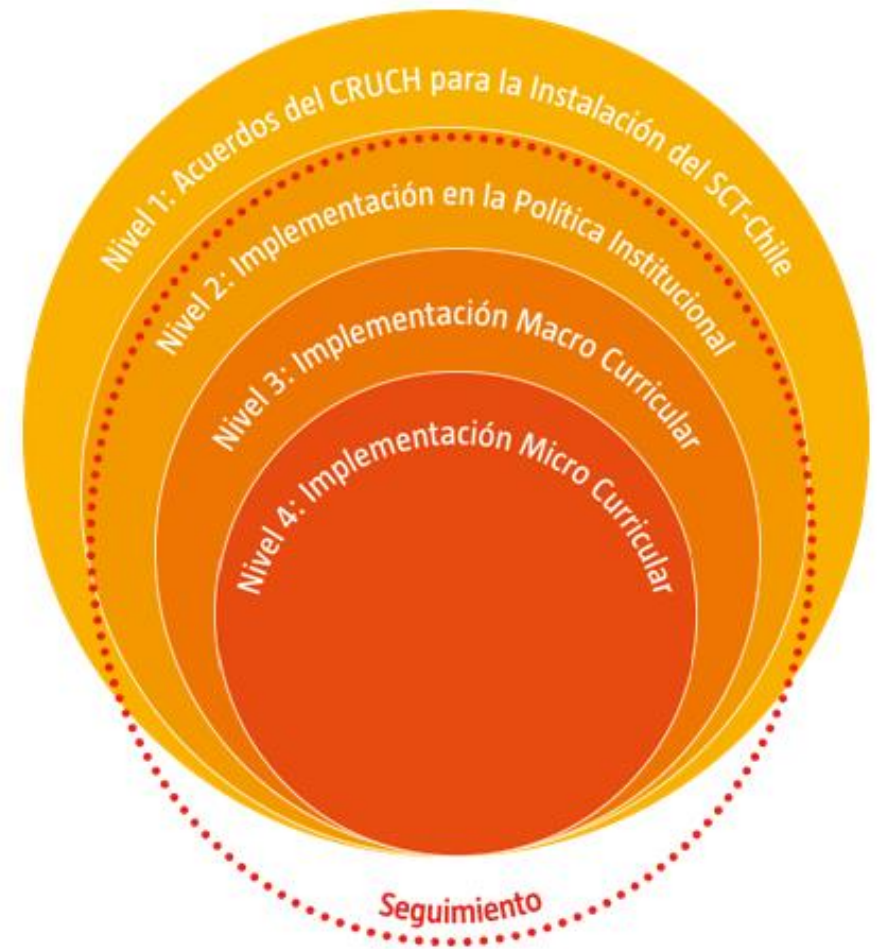 Nivel 1: Acuerdos del CRUCH para la Instalación del SCT-Chile
Nivel 2: Implementación en la Política Institucional
Nivel 3: Implementación Macro Curricular
Nivel 4: Implementación Micro Curricular
Seguimiento